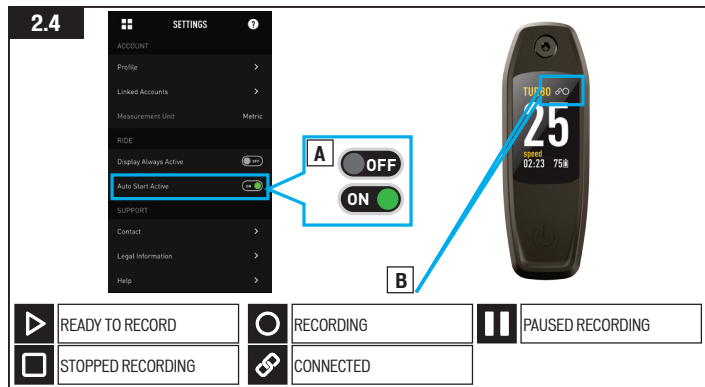 2.4
SETTINGS ?
ACCOUNT
Profile
Linked Accounts
Measurement Unit Metric
RIDE
Display Always Active OFF
Auto Start Active ON
SUPPORT
Contact
Legal Information
Help
A
OFF
ON
TURBO
25
speed
02:23 75
B
READY TO RECORD
RECORDING
PAUSED RECORDING
STOPPED RECORDING
CONNECTED